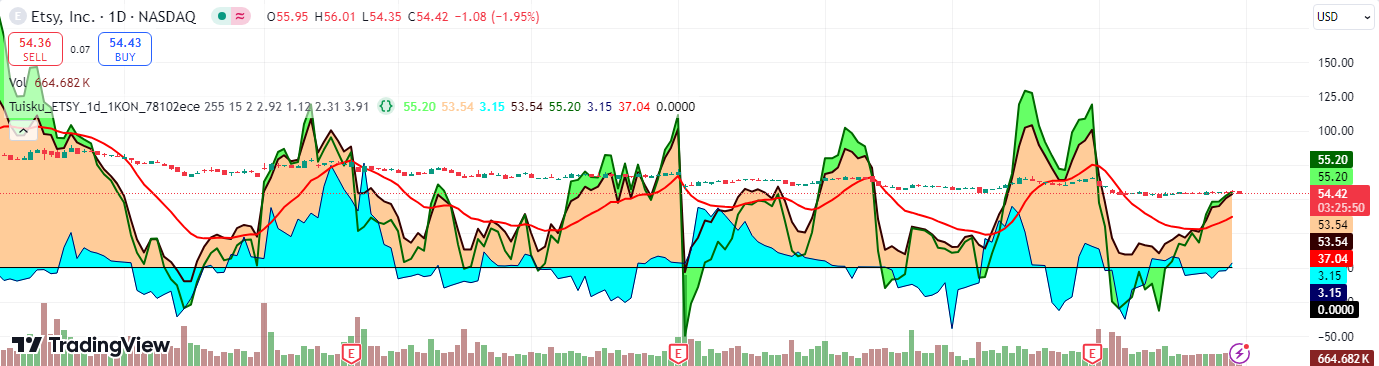 E Etsy, Inc. · 1D · NASDAQ ≈ O55.95 H56.01 L54.35 C54.42 −1.08 (−1.95%)
USD
54.36 0.07 54.43
SELL BUY
Vol 664.682 K
Tuisku_ETSY_1d_1KON_78102ece 255 15 2 2.92 1.12 2.31 3.91 {} 55.20 53.54 3.15 53.54 55.20 3.15 37.04 0.0000
150.00
125.00
100.00
55.20
55.20
54.42
03:25:50
53.54
53.54
37.04
3.15
3.15
0.0000
−50.00
664.682 K
TradingView
E E E